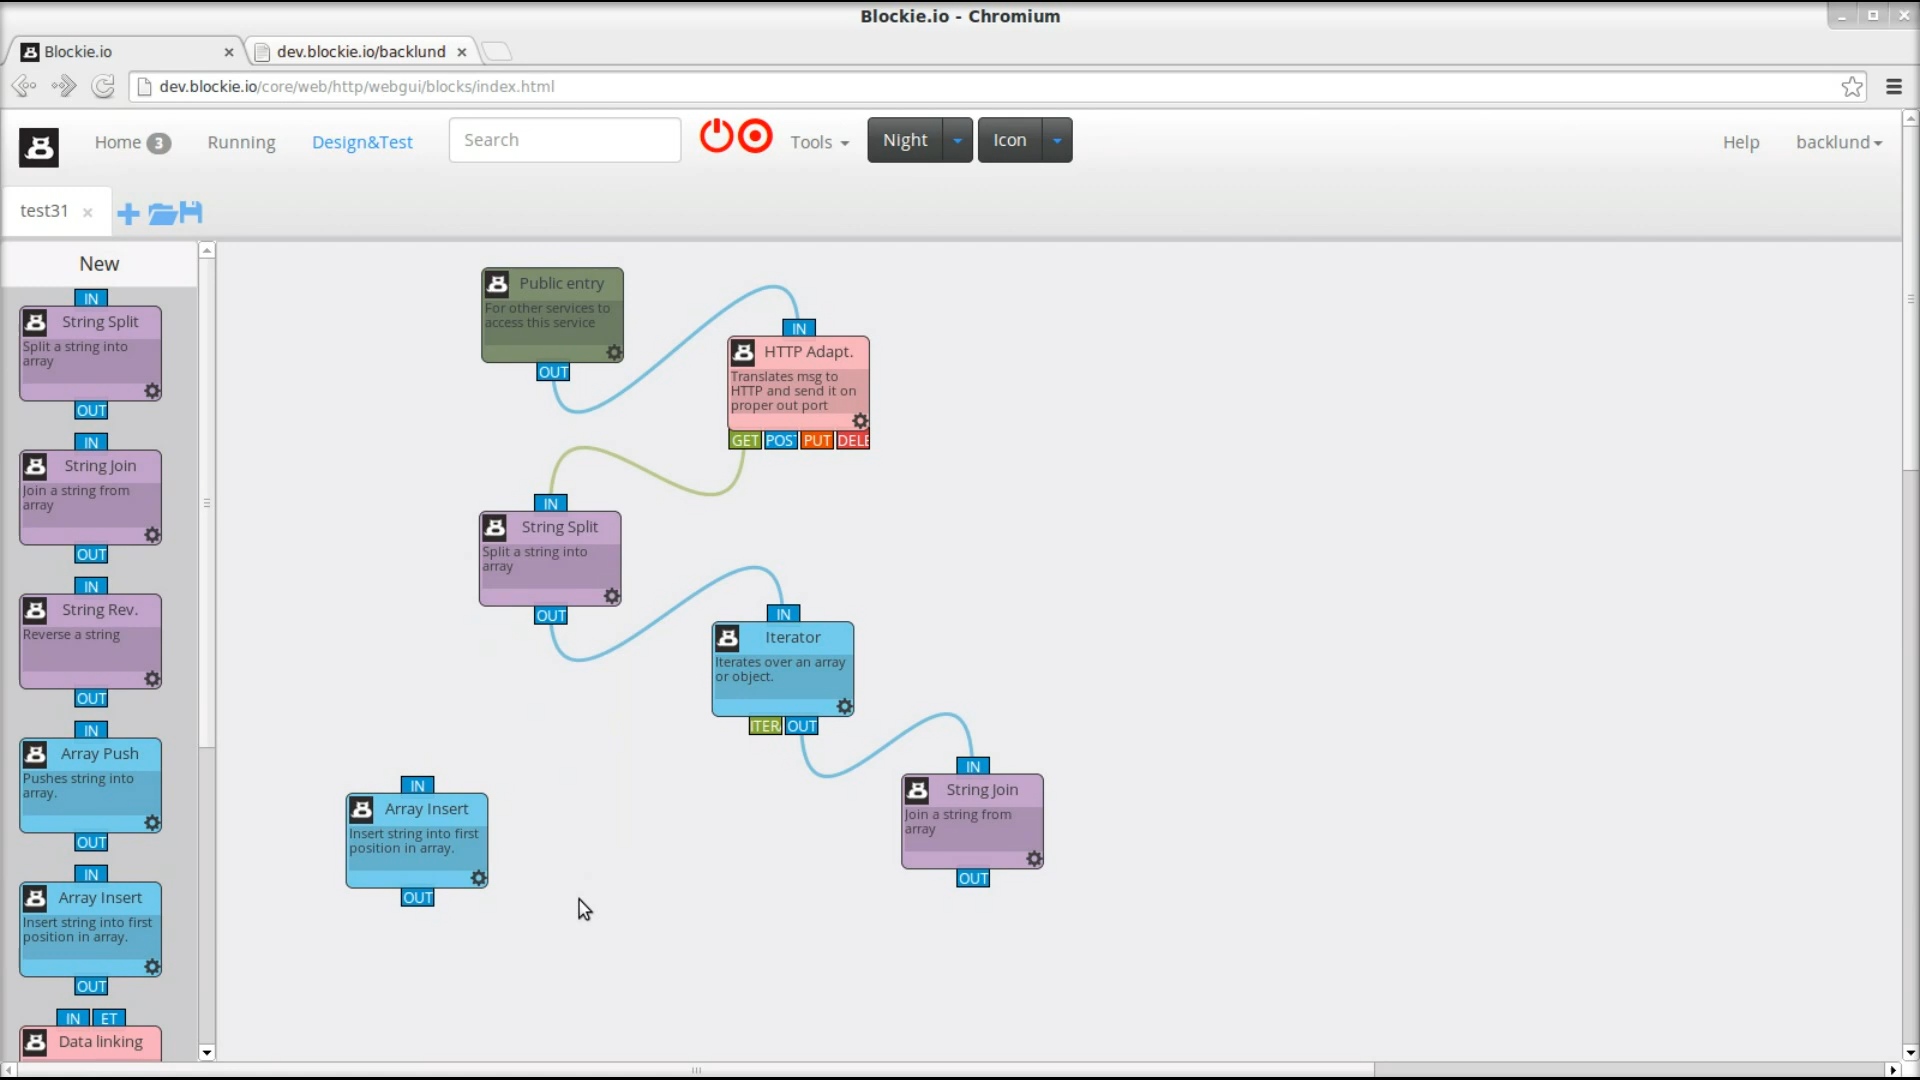 Blockie.io - Chromium
Blockie.io
dev.blockie.io/backlund
dev.blockie.io/core/web/http/webgui/blocks/index.html
Home 3
Running
Design&Test
Search
Tools
Night
Icon
Help
backlund
test31
New
IN
String Split
Split a string into
array
OUT
IN
String Join
Join a string from
array
OUT
IN
String Rev.
Reverse a string
OUT
IN
Array Push
Pushes string into
array.
OUT
IN
Array Insert
Insert string into first
position in array.
OUT
IN ET
Data linking
Public entry
For other services to
access this service
OUT
IN
HTTP Adapt.
Translates msg to
HTTP and send it on
proper out port
GET POST PUT DELE
IN
String Split
Split a string into
array
OUT
IN
Iterator
Iterates over an array
or object.
ITER OUT
IN
String Join
Join a string from
array
OUT
IN
Array Insert
Insert string into first
position in array.
OUT